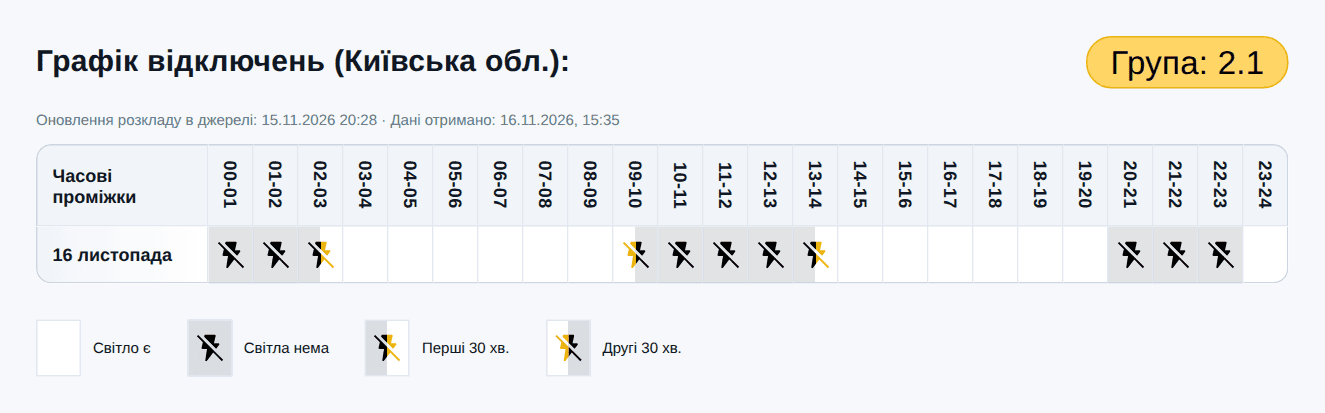 Графік відключень (Київська обл.):
Група: 2.1
Оновлення розкладу в джерелі: 15.11.2026 20:28 · Дані отримано: 16.11.2026, 15:35
Часові
проміжки
00-01
01-02
02-03
03-04
04-05
05-06
06-07
07-08
08-09
09-10
10-11
11-12
12-13
13-14
14-15
15-16
16-17
17-18
18-19
19-20
20-21
21-22
22-23
23-24
16 листопада
Світло є
Світла нема
Перші 30 хв.
Другі 30 хв.